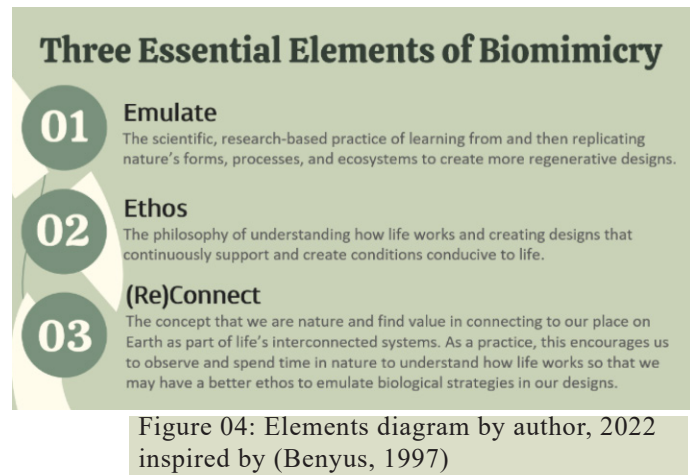 Three Essential Elements of Biomimicry
01
Emulate
The scientific, research-based practice of learning from and then replicating
nature's forms, processes, and ecosystems to create more regenerative designs.
02
Ethos
The philosophy of understanding how life works and creating designs that
continuously support and create conditions conducive to life.
03
(Re)Connect
The concept that we are nature and find value in connecting to our place on
Earth as part of life's interconnected systems. As a practice, this encourages us
to observe and spend time in nature to understand how life works so that we
may have a better ethos to emulate biological strategies in our designs.
Figure 04: Elements diagram by author, 2022
inspired by (Benyus, 1997)